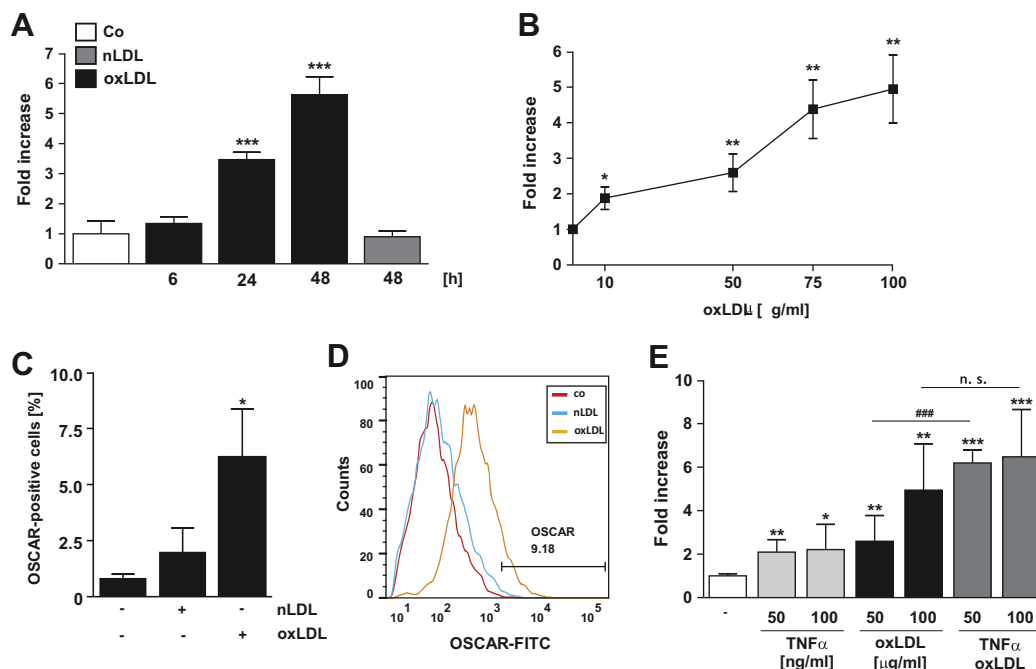 A
Co
nLDL
oxLDL
Fold increase
7
6
5
4
3
2
1
0
***
***
6 24 48 48 [h]
B
Fold increase
6
5
4
3
2
1
0
*
**
**
**
10 50 75 100
oxLDLμ [ g/ml]
C
OSCAR-positive cells [%]
10.0
7.5
5.0
2.5
0
*
- + - nLDL
- - + oxLDL
D
Counts
100
80
60
40
20
0
co
nLDL
oxLDL
OSCAR
9.18
10¹ 10² 10³ 10⁴ 10⁵
OSCAR-FITC
E
Fold increase
10
8
6
4
2
0
n. s.
###
**
*
**
**
***
***
- 50 100 50 100 50 100
TNFα oxLDL TNFα
[ng/ml] [μg/ml] oxLDL